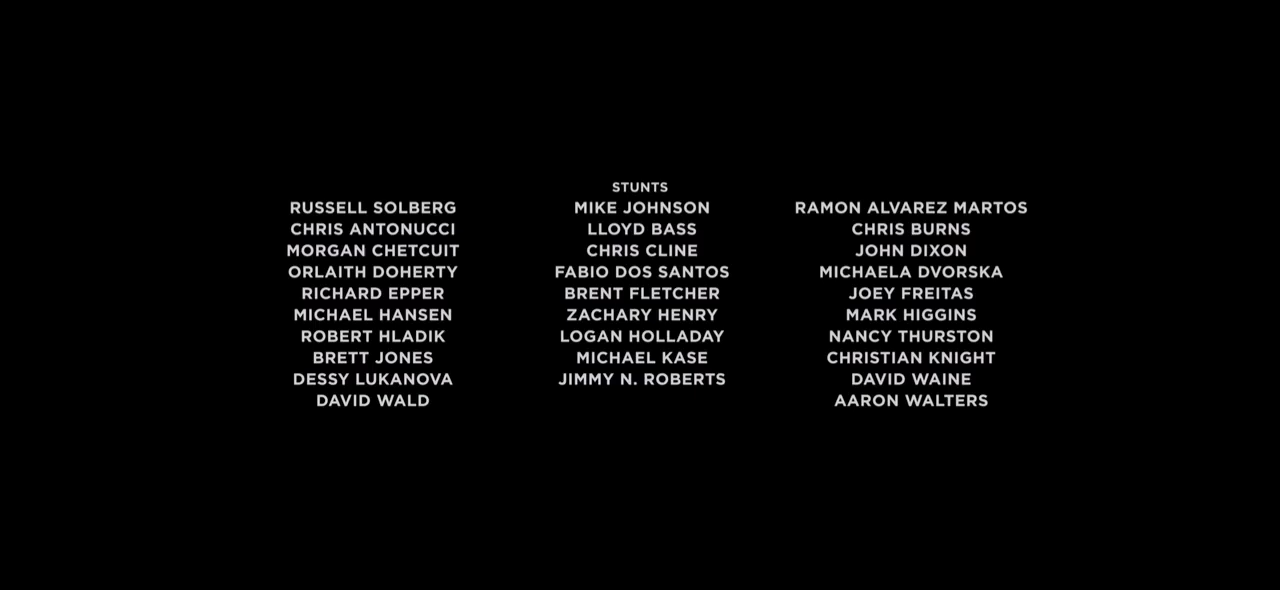 STUNTS
RUSSELL SOLBERG MIKE JOHNSON RAMON ALVAREZ MARTOS
CHRIS ANTONUCCI LLOYD BASS CHRIS BURNS
MORGAN CHETCUIT CHRIS CLINE JOHN DIXON
ORLAITH DOHERTY FABIO DOS SANTOS MICHAELA DVORSKA
RICHARD EPPER BRENT FLETCHER JOEY FREITAS
MICHAEL HANSEN ZACHARY HENRY MARK HIGGINS
ROBERT HLADIK LOGAN HOLLADAY NANCY THURSTON
BRETT JONES MICHAEL KASE CHRISTIAN KNIGHT
DESSY LUKANOVA JIMMY N. ROBERTS DAVID WAINE
DAVID WALD AARON WALTERS